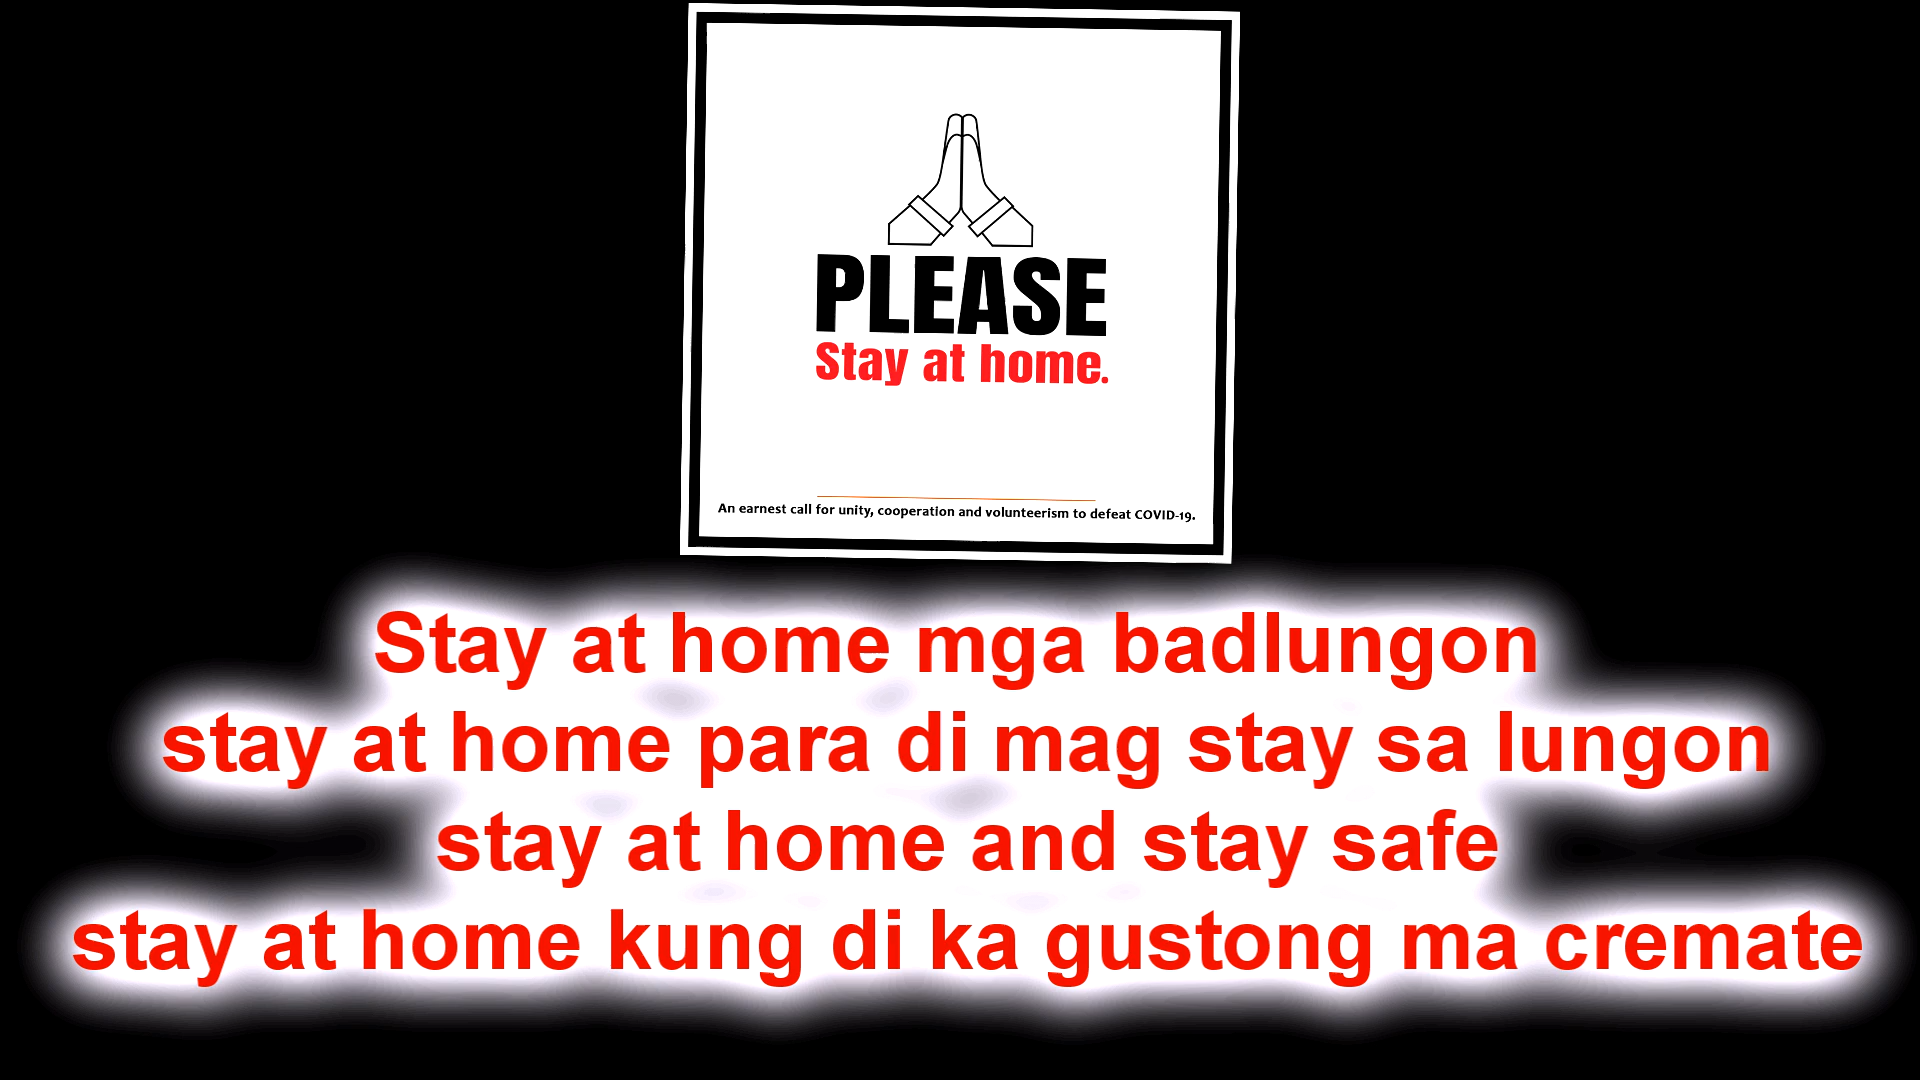 PLEASE
Stay at home.
An earnest call for unity, cooperation and volunteerism to defeat COVID-19.
Stay at home mga badlungon
stay at home para di mag stay sa lungon
stay at home and stay safe
stay at home kung di ka gustong ma cremate